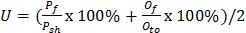 U = (P_f/P_sh x 100% + O_f/O_to x 100%)/2